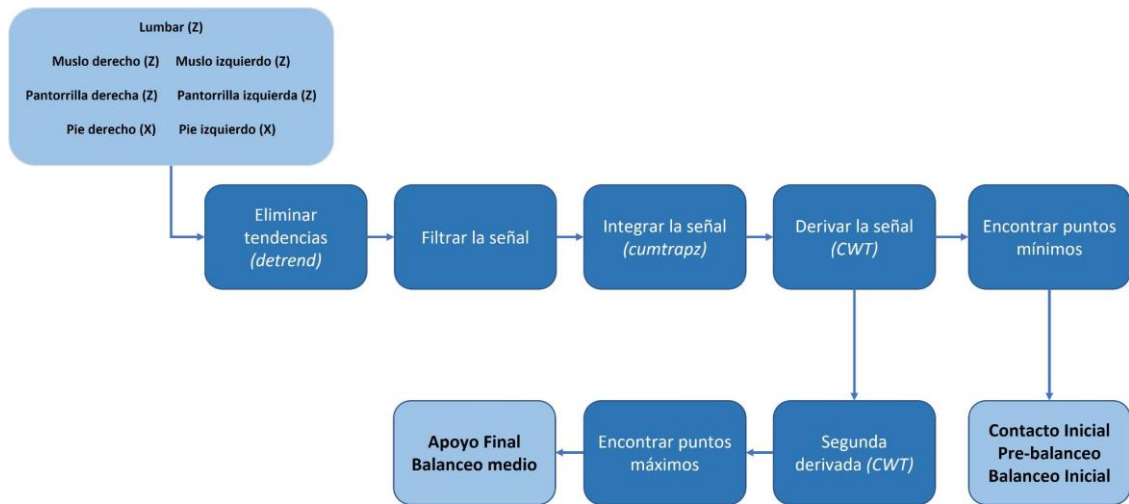 Lumbar (Z)
Muslo derecho (Z) Muslo izquierdo (Z)
Pantorrilla derecha (Z) Pantorrilla izquierda (Z)
Pie derecho (X) Pie izquierdo (X)
Eliminar
tendencias
(detrend)
Filtrar la señal
Integrar la señal
(cumtrapz)
Derivar la señal
(CWT)
Encontrar puntos
mínimos
Apoyo Final
Balanceo medio
Encontrar puntos
máximos
Segunda
derivada (CWT)
Contacto Inicial
Pre-balanceo
Balanceo Inicial